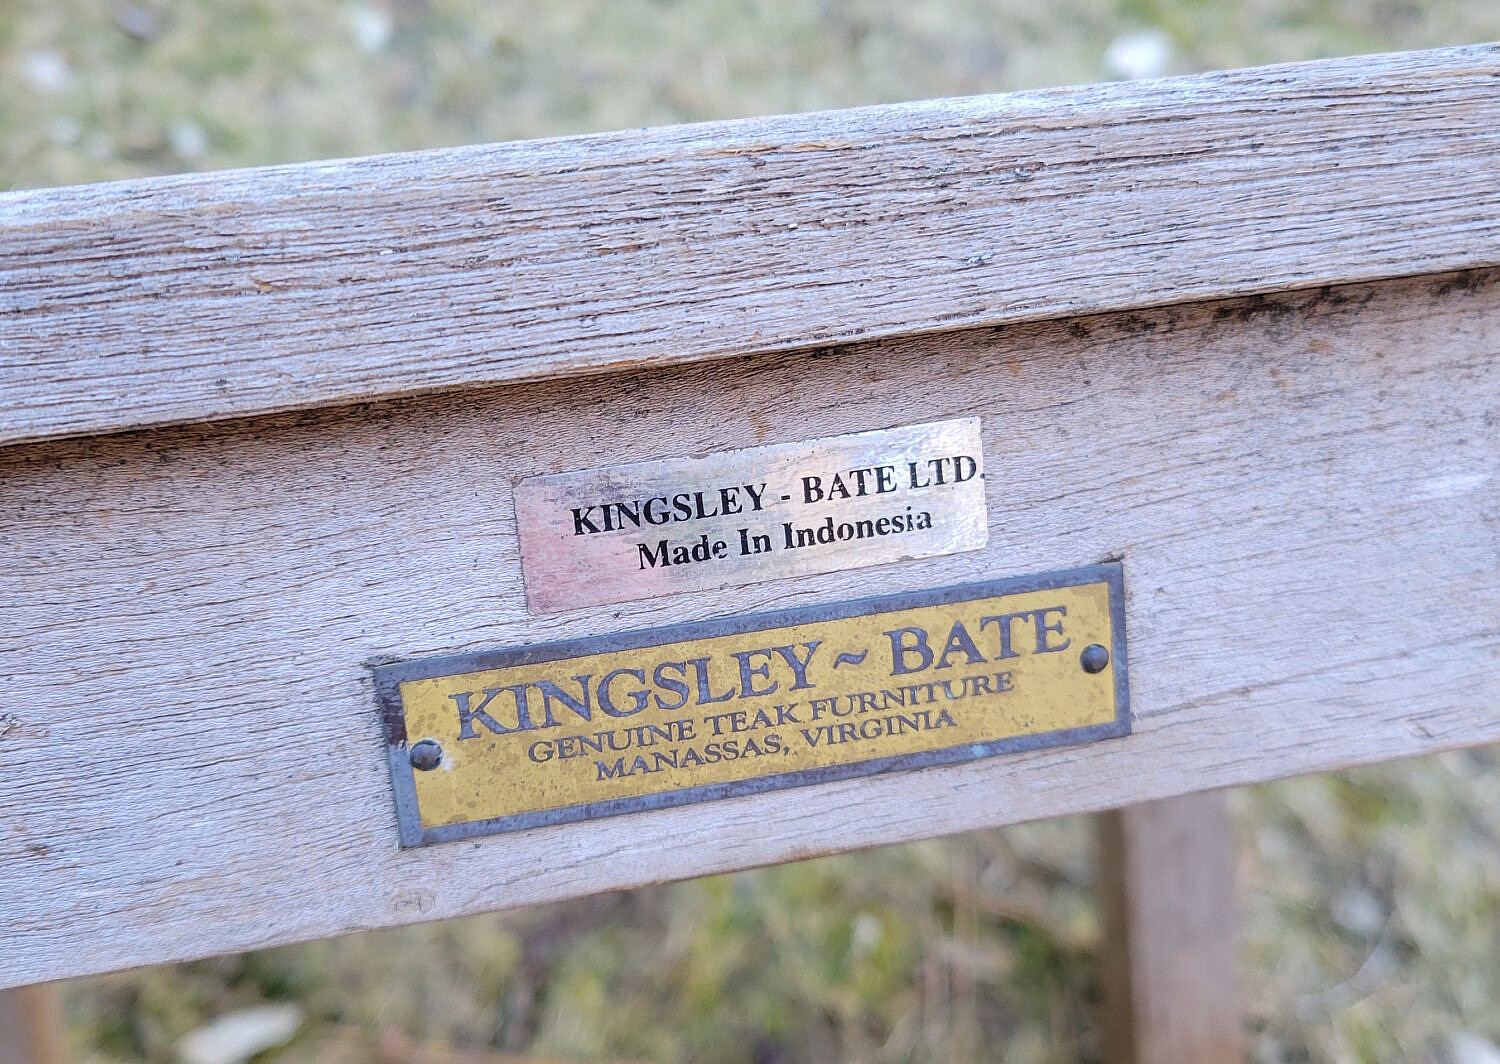 KINGSLEY - BATE LTD.
Made In Indonesia
KINGSLEY ~ BATE
GENUINE TEAK FURNITURE
MANASSAS, VIRGINIA